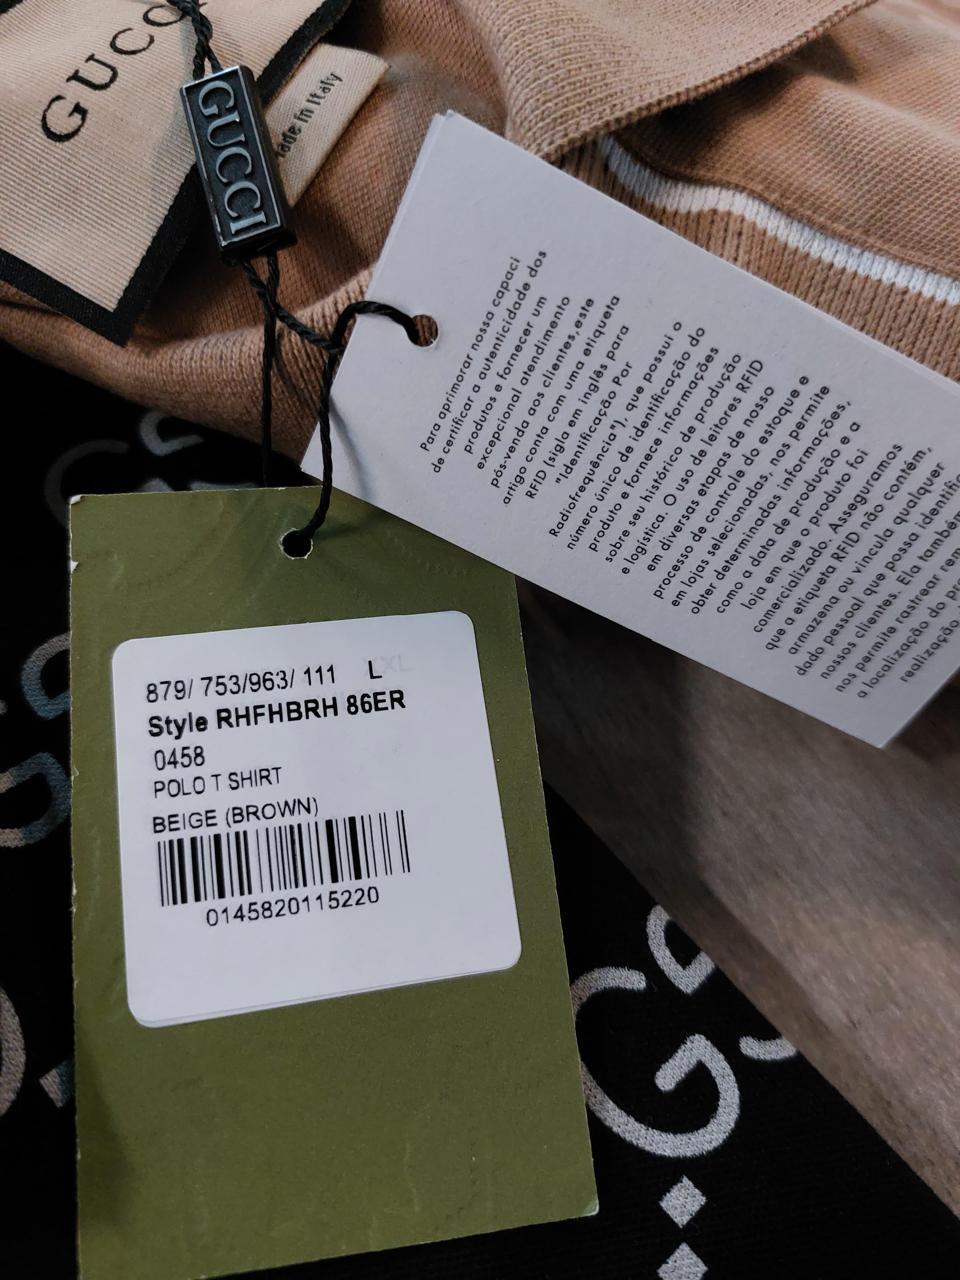 GUCC
Made in Italy
GUCCI
Para aprimorar nossa capaci
de certificar a autenticidade dos
produtos e fornecer um
excepcional atendimento
pós-venda aos clientes,este
artigo conta com uma etiqueta
RFID (sigla em inglês para
"Identificação Por
Radiofrequência"), que possui o
número único de identificação do
produto e fornece informações
sobre seu histórico de produção
e logística. O uso de leitores RFID
em diversas etapas de nosso
processo de controle do estoque e
em lojas selecionadas, nos permite
obter determinadas informações,
como a data de produção e a
loja em que o produto foi
comercializado. Asseguramos
que a etiqueta RFID não contém,
armazena ou vincula qualquer
dado pessoal que possa identifi
nossos clientes. Ela também
nos permite rastrear rem
a localização do pr
realização
879/ 753/963/ 111 L XL
Style RHFHBRH 86ER
0458
POLO T SHIRT
BEIGE (BROWN)
0145820115220